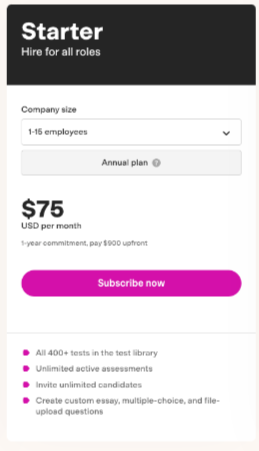 Starter
Hire for all roles
Company size
1-15 employees
Annual plan ?
$75
USD per month
1-year commitment, pay $900 upfront
Subscribe now
All 400+ tests in the test library
Unlimited active assessments
Invite unlimited candidates
Create custom essay, multiple-choice, and file-
upload questions